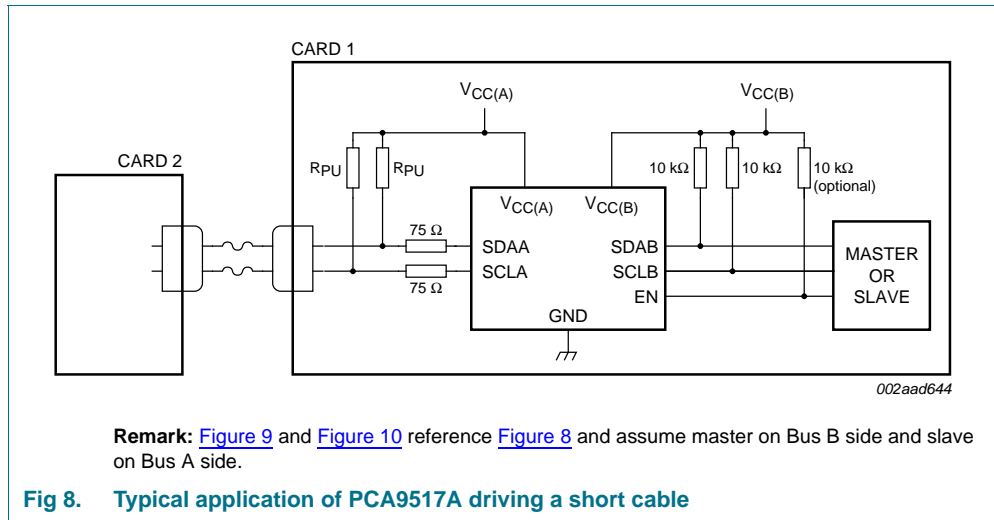 CARD 1
VCC(A)
VCC(B)
CARD 2
RPU
RPU
10 kΩ
10 kΩ
10 kΩ
(optional)
VCC(A)
VCC(B)
75 Ω
SDAA
SDAB
MASTER
OR
SLAVE
SCLA
SCLB
75 Ω
EN
GND
002aad644
Remark: Figure 9 and Figure 10 reference Figure 8 and assume master on Bus B side and slave
on Bus A side.
Fig 8. Typical application of PCA9517A driving a short cable